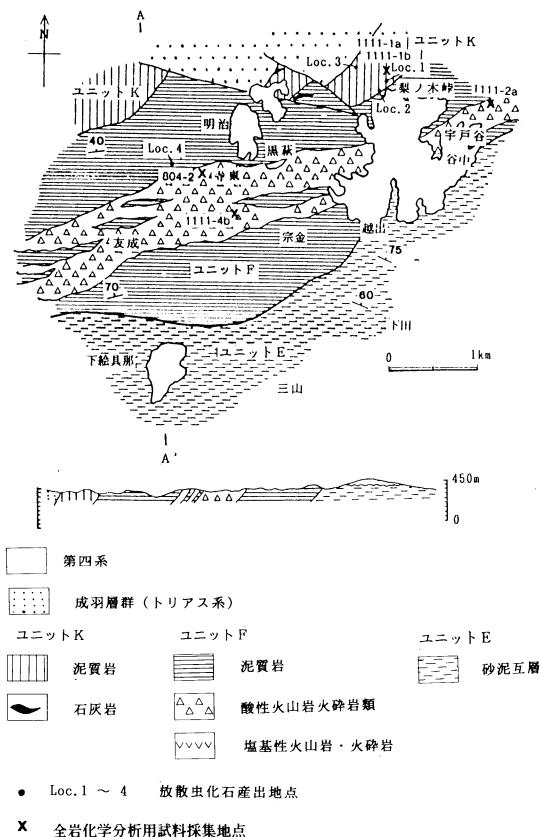 A
N
1111-1a
ユニットK
1111-1b
Loc.3
Loc.1
ユニットK
梨ノ木峠
1111-2a
Loc.2
明治
宇戸谷
40
Loc.4
黒萩
谷中
804-2
1111-4b
宗金
越出
友成
75
ユニットF
70
60
下田
下絵具那
ユニットE
0 1km
三山
A'
450m
0
第四系
成羽層群(トリアス系)
ユニットK ユニットF ユニットE
泥質岩 泥質岩 砂泥互層
石灰岩 酸性火山岩火砕岩類
塩基性火山岩・火砕岩
Loc.1 ~ 4 放散虫化石産出地点
X 全岩化学分析用試料採集地点